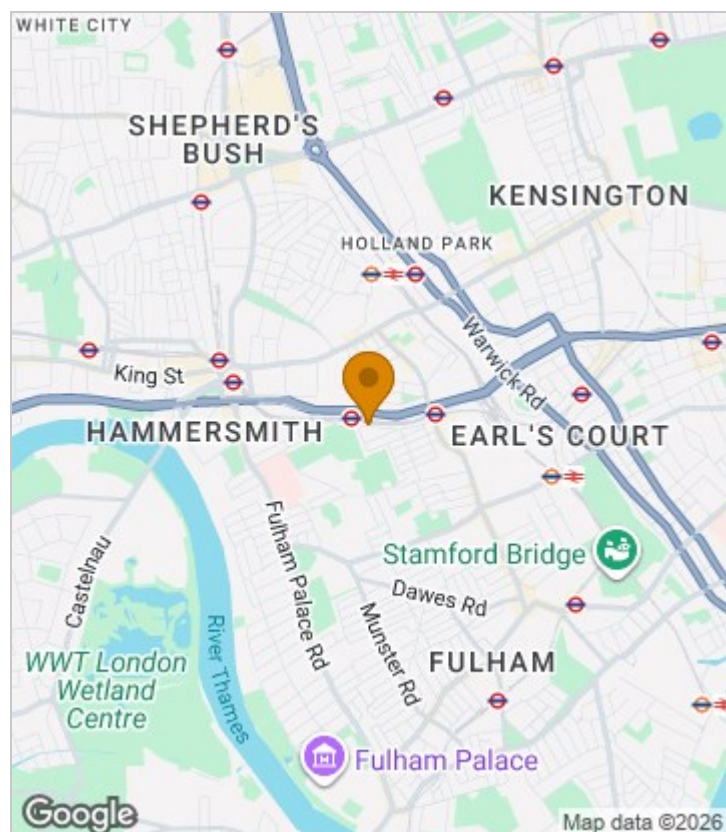 WHITE CITY
SHEPHERD'S
BUSH
KENSINGTON
HOLLAND PARK
Warwick Rd
King St
HAMMERSMITH
EARL'S COURT
Fulham Palace Rd
Stamford Bridge
Castelnau
Dawes Rd
Munster Rd
River Thames
FULHAM
WWT London
Wetland
Centre
Fulham Palace
Google
Map data ©2026